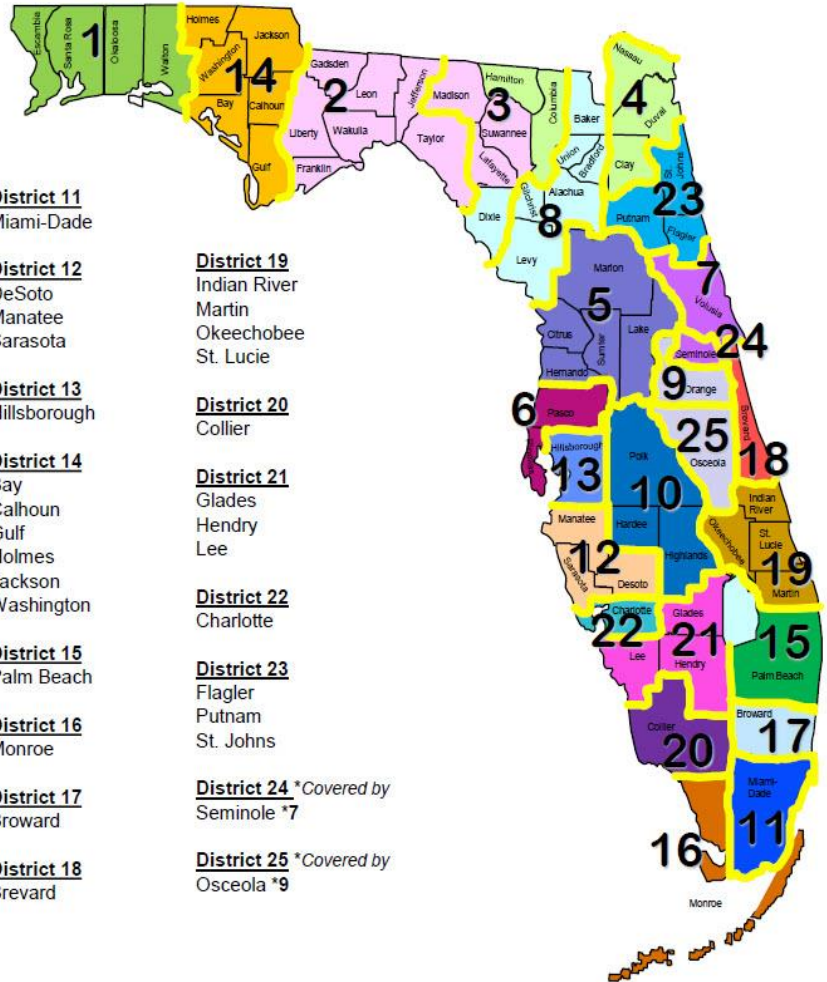 District 11
Miami-Dade
District 12
DeSoto
Manatee
Sarasota
District 13
Hillsborough
District 14
Bay
Calhoun
Gulf
Holmes
Jackson
Washington
District 15
Palm Beach
District 16
Monroe
District 17
Broward
District 18
Brevard
District 19
Indian River
Martin
Okeechobee
St. Lucie
District 20
Collier
District 21
Glades
Hendry
Lee
District 22
Charlotte
District 23
Flagler
Putnam
St. Johns
District 24 *Covered by
Seminole *7
District 25 *Covered by
Osceola *9
Escambia
Santa Rosa
Okaloosa
Walton
1
Holmes
Jackson
Washington
14
Bay
Calhoun
Gulf
Gadsden
Leon
2
Jefferson
Liberty
Wakulla
Franklin
Madison
Taylor
Hamilton
3
Suwannee
Lafayette
Columbia
Baker
Union
Bradford
Nassau
4
Duval
Clay
St. Johns
23
Putnam
Flagler
Dixie
Gilchrist
Alachua
8
Levy
Marion
5
Citrus
Sumter
Lake
Hernando
7
Volusia
Seminole
24
9
Orange
6
Pasco
25
Osceola
Brevard
18
Hillsborough
13
Polk
10
Hardee
Highlands
Manatee
12
Sarasota
Desoto
Indian
River
Okeechobee
St.
Lucie
19
Martin
Charlotte
22
Glades
21
Lee
Hendry
15
Palm Beach
Broward
17
Collier
20
Miami-
Dade
11
16
Monroe